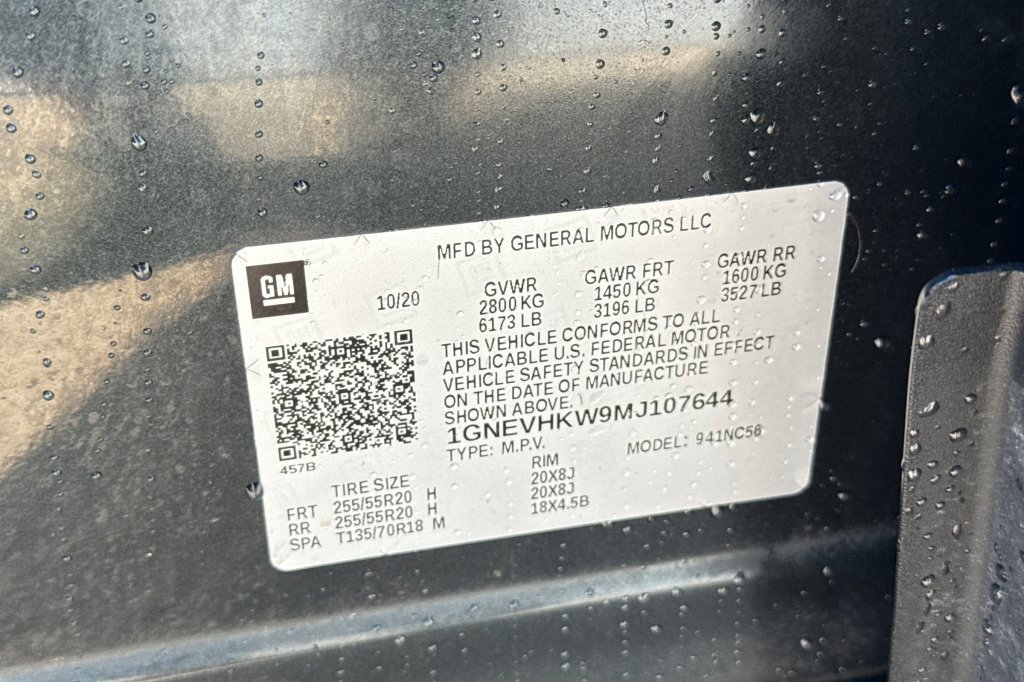 MFD BY GENERAL MOTORS LLC
GM
10/20
GVWR
2800 KG
6173 LB
GAWR FRT
1450 KG
3196 LB
GAWR RR
1600 KG
3527 LB
THIS VEHICLE CONFORMS TO ALL
APPLICABLE U.S. FEDERAL MOTOR
VEHICLE SAFETY STANDARDS IN EFFECT
ON THE DATE OF MANUFACTURE
SHOWN ABOVE.
1GNEVHKW9MJ107644
TYPE: M.P.V.
MODEL: 941NC56
457B
TIRE SIZE RIM
FRT 255/55R20 H 20X8J
RR 255/55R20 H 20X8J
SPA T135/70R18 M 18X4.5B